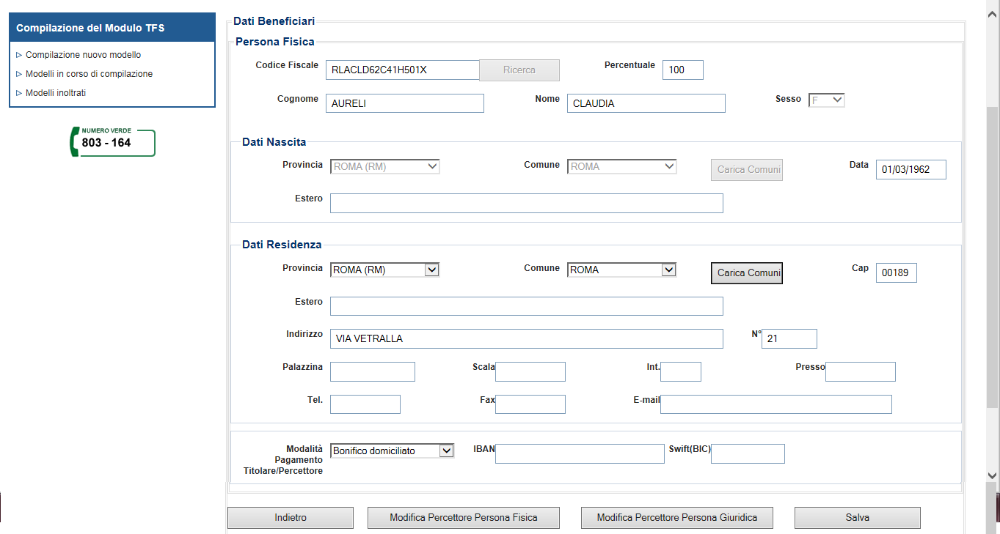 Compilazione del Modulo TFS
Compilazione nuovo modello
Modelli in corso di compilazione
Modelli inoltrati
NUMERO VERDE
803 - 164
Dati Beneficiari
Persona Fisica
Codice Fiscale RLACLD62C41H501X Ricerca Percentuale 100
Cognome AURELI Nome CLAUDIA Sesso F
Dati Nascita
Provincia ROMA (RM) Comune ROMA Carica Comuni Data 01/03/1962
Estero
Dati Residenza
Provincia ROMA (RM) Comune ROMA Carica Comuni Cap 00189
Estero
Indirizzo VIA VETRALLA N° 21
Palazzina Scala Int. Presso
Tel. Fax E-mail
Modalità Bonifico domiciliato IBAN Swift(BIC)
Pagamento
Titolare/Percettore
Indietro Modifica Percettore Persona Fisica Modifica Percettore Persona Giuridica Salva